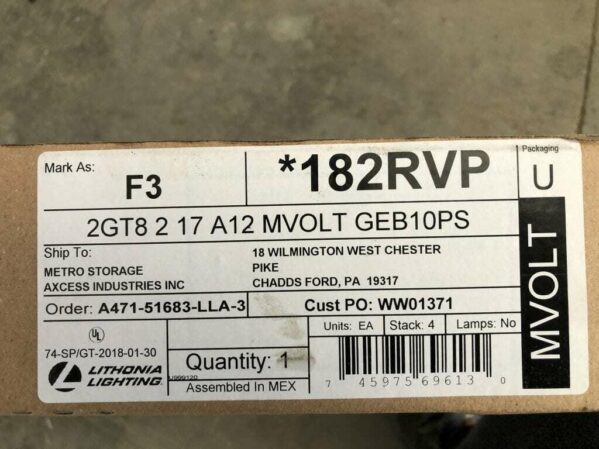 Mark As:
F3
*182RVP
Packaging
U
2GT8 2 17 A12 MVOLT GEB10PS
MVOLT
Ship To:
METRO STORAGE
AXCESS INDUSTRIES INC
18 WILMINGTON WEST CHESTER
PIKE
CHADDS FORD, PA 19317
Order: A471-51683-LLA-3
Cust PO: WW01371
UL
74-SP/GT-2018-01-30
LITHONIA
LIGHTING
Quantity: 1
Assembled In MEX
Units: EA
Stack: 4
Lamps: No
7 45975 69613 0